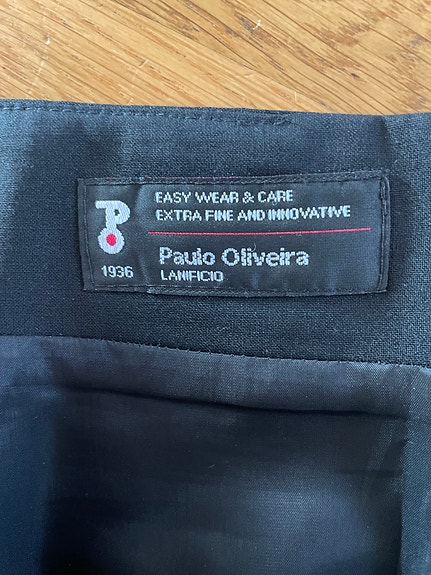 EASY WEAR & CARE
EXTRA FINE AND INNOVATIVE
Paulo Oliveira
LANIFICIO
1936